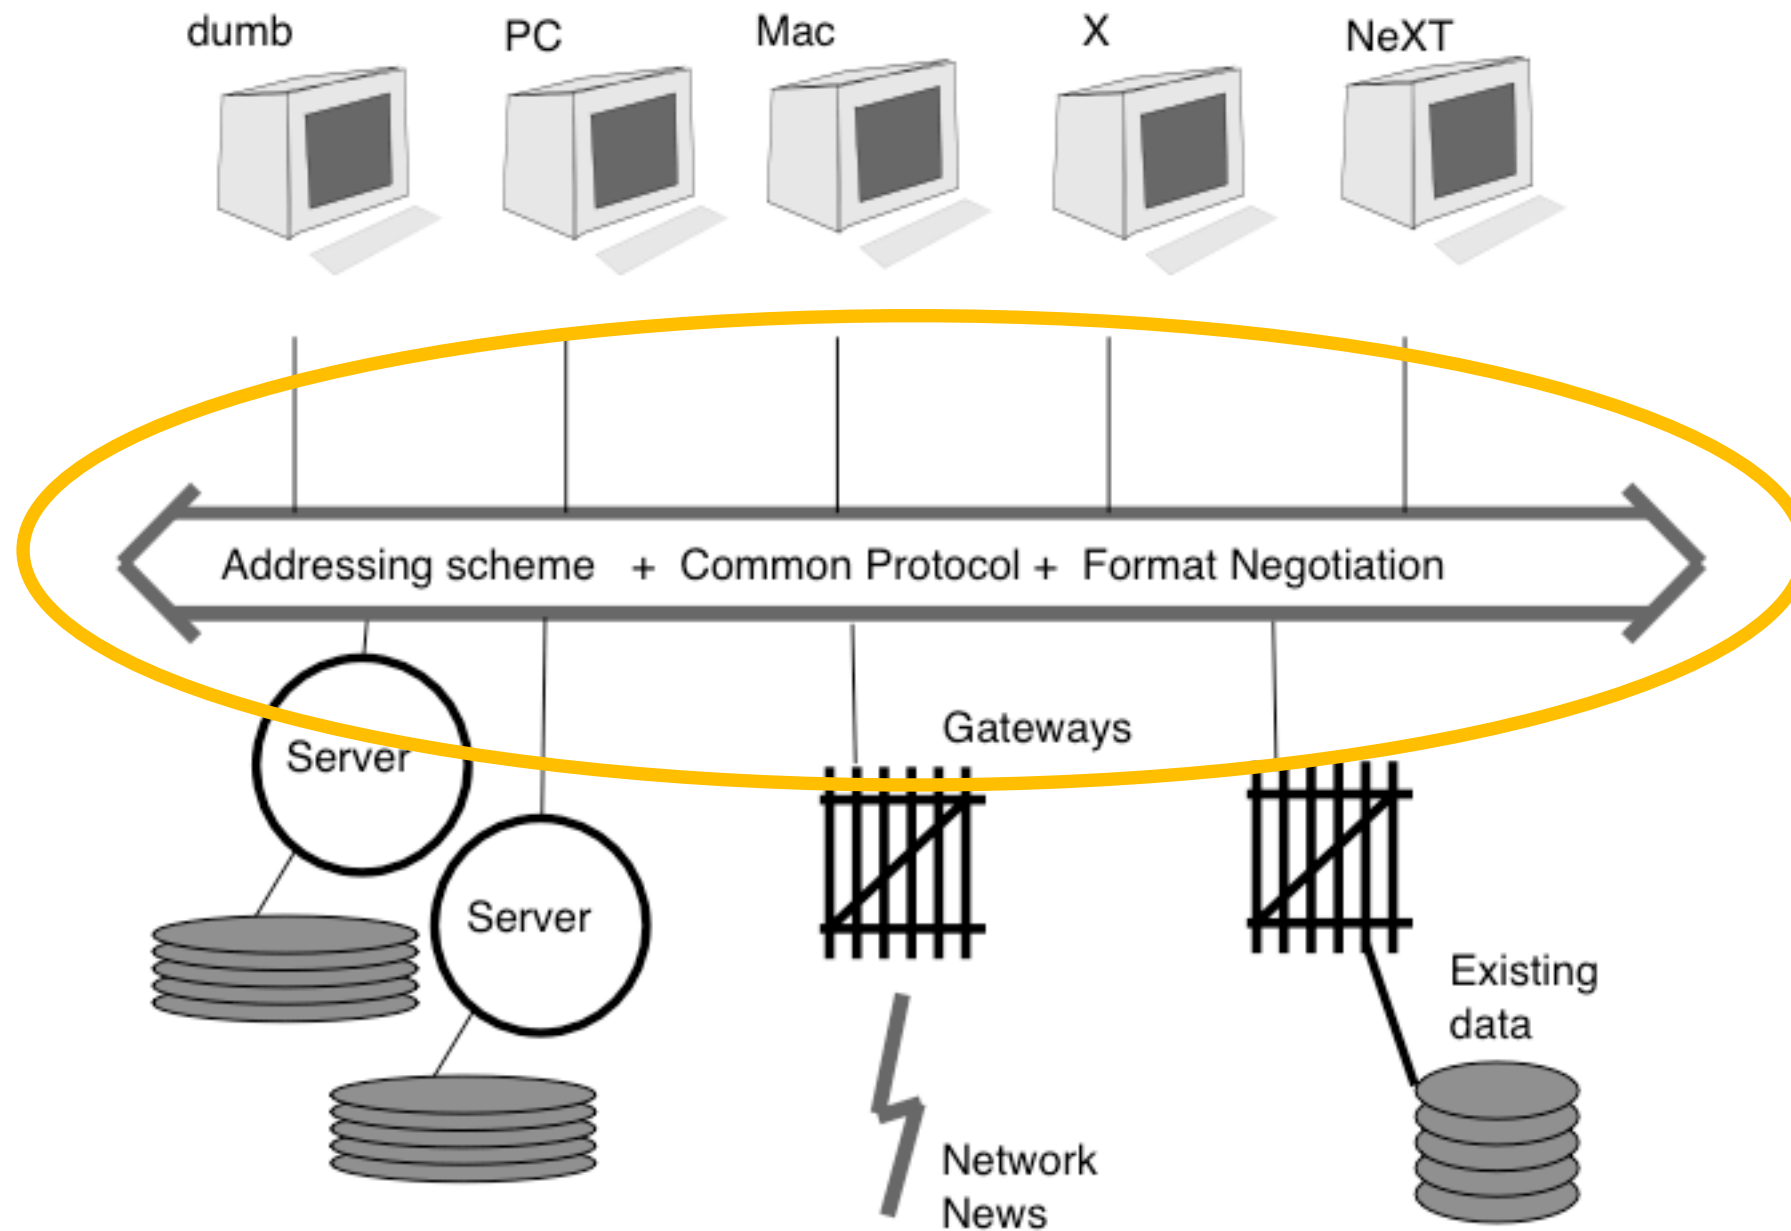 dumb
PC
Mac
X
NeXT
Addressing scheme + Common Protocol + Format Negotiation
Server
Gateways
Server
Existing
data
Network
News